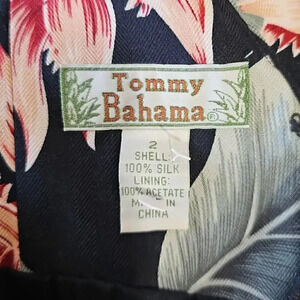 Tommy
Bahama®
2
SHELL:
100% SILK
LINING:
100% ACETATE
MADE IN
CHINA